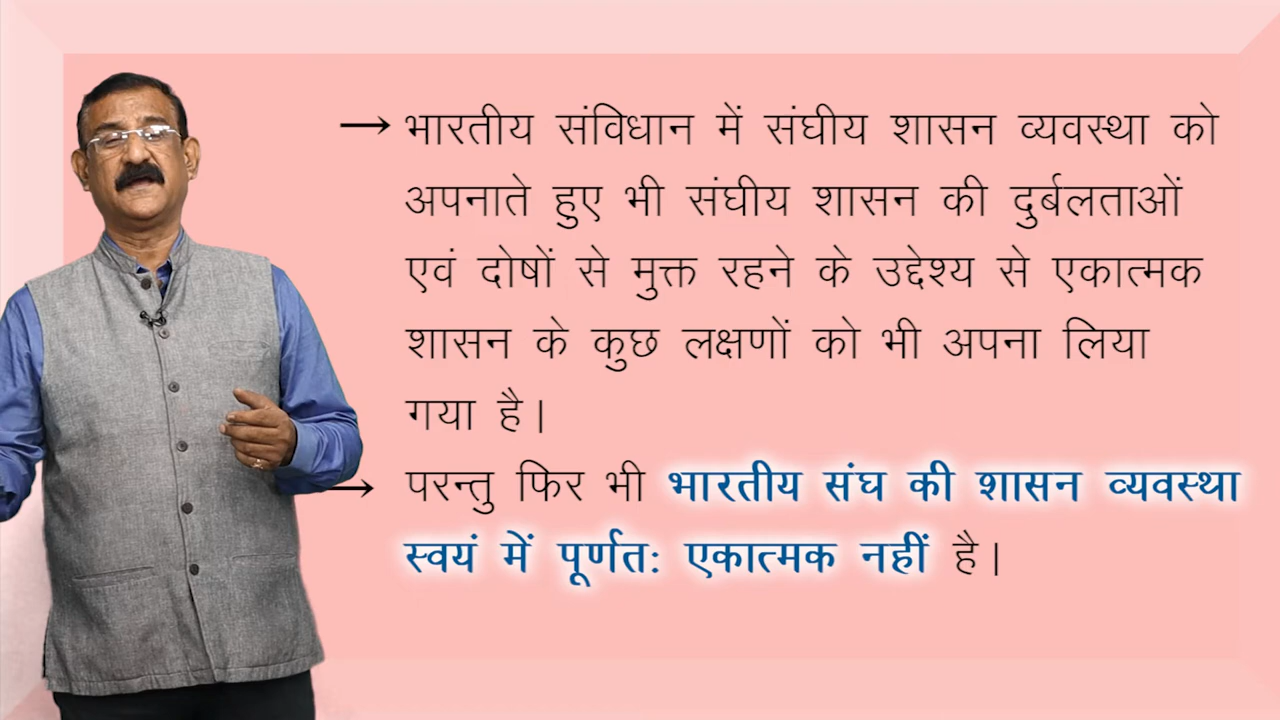 → भारतीय संविधान में संघीय शासन व्यवस्था को
अपनाते हुए भी संघीय शासन की दुर्बलताओं
एवं दोषों से मुक्त रहने के उद्देश्य से एकात्मक
शासन के कुछ लक्षणों को भी अपना लिया
गया है।
→ परन्तु फिर भी भारतीय संघ की शासन व्यवस्था
स्वयं में पूर्णत: एकात्मक नहीं है।